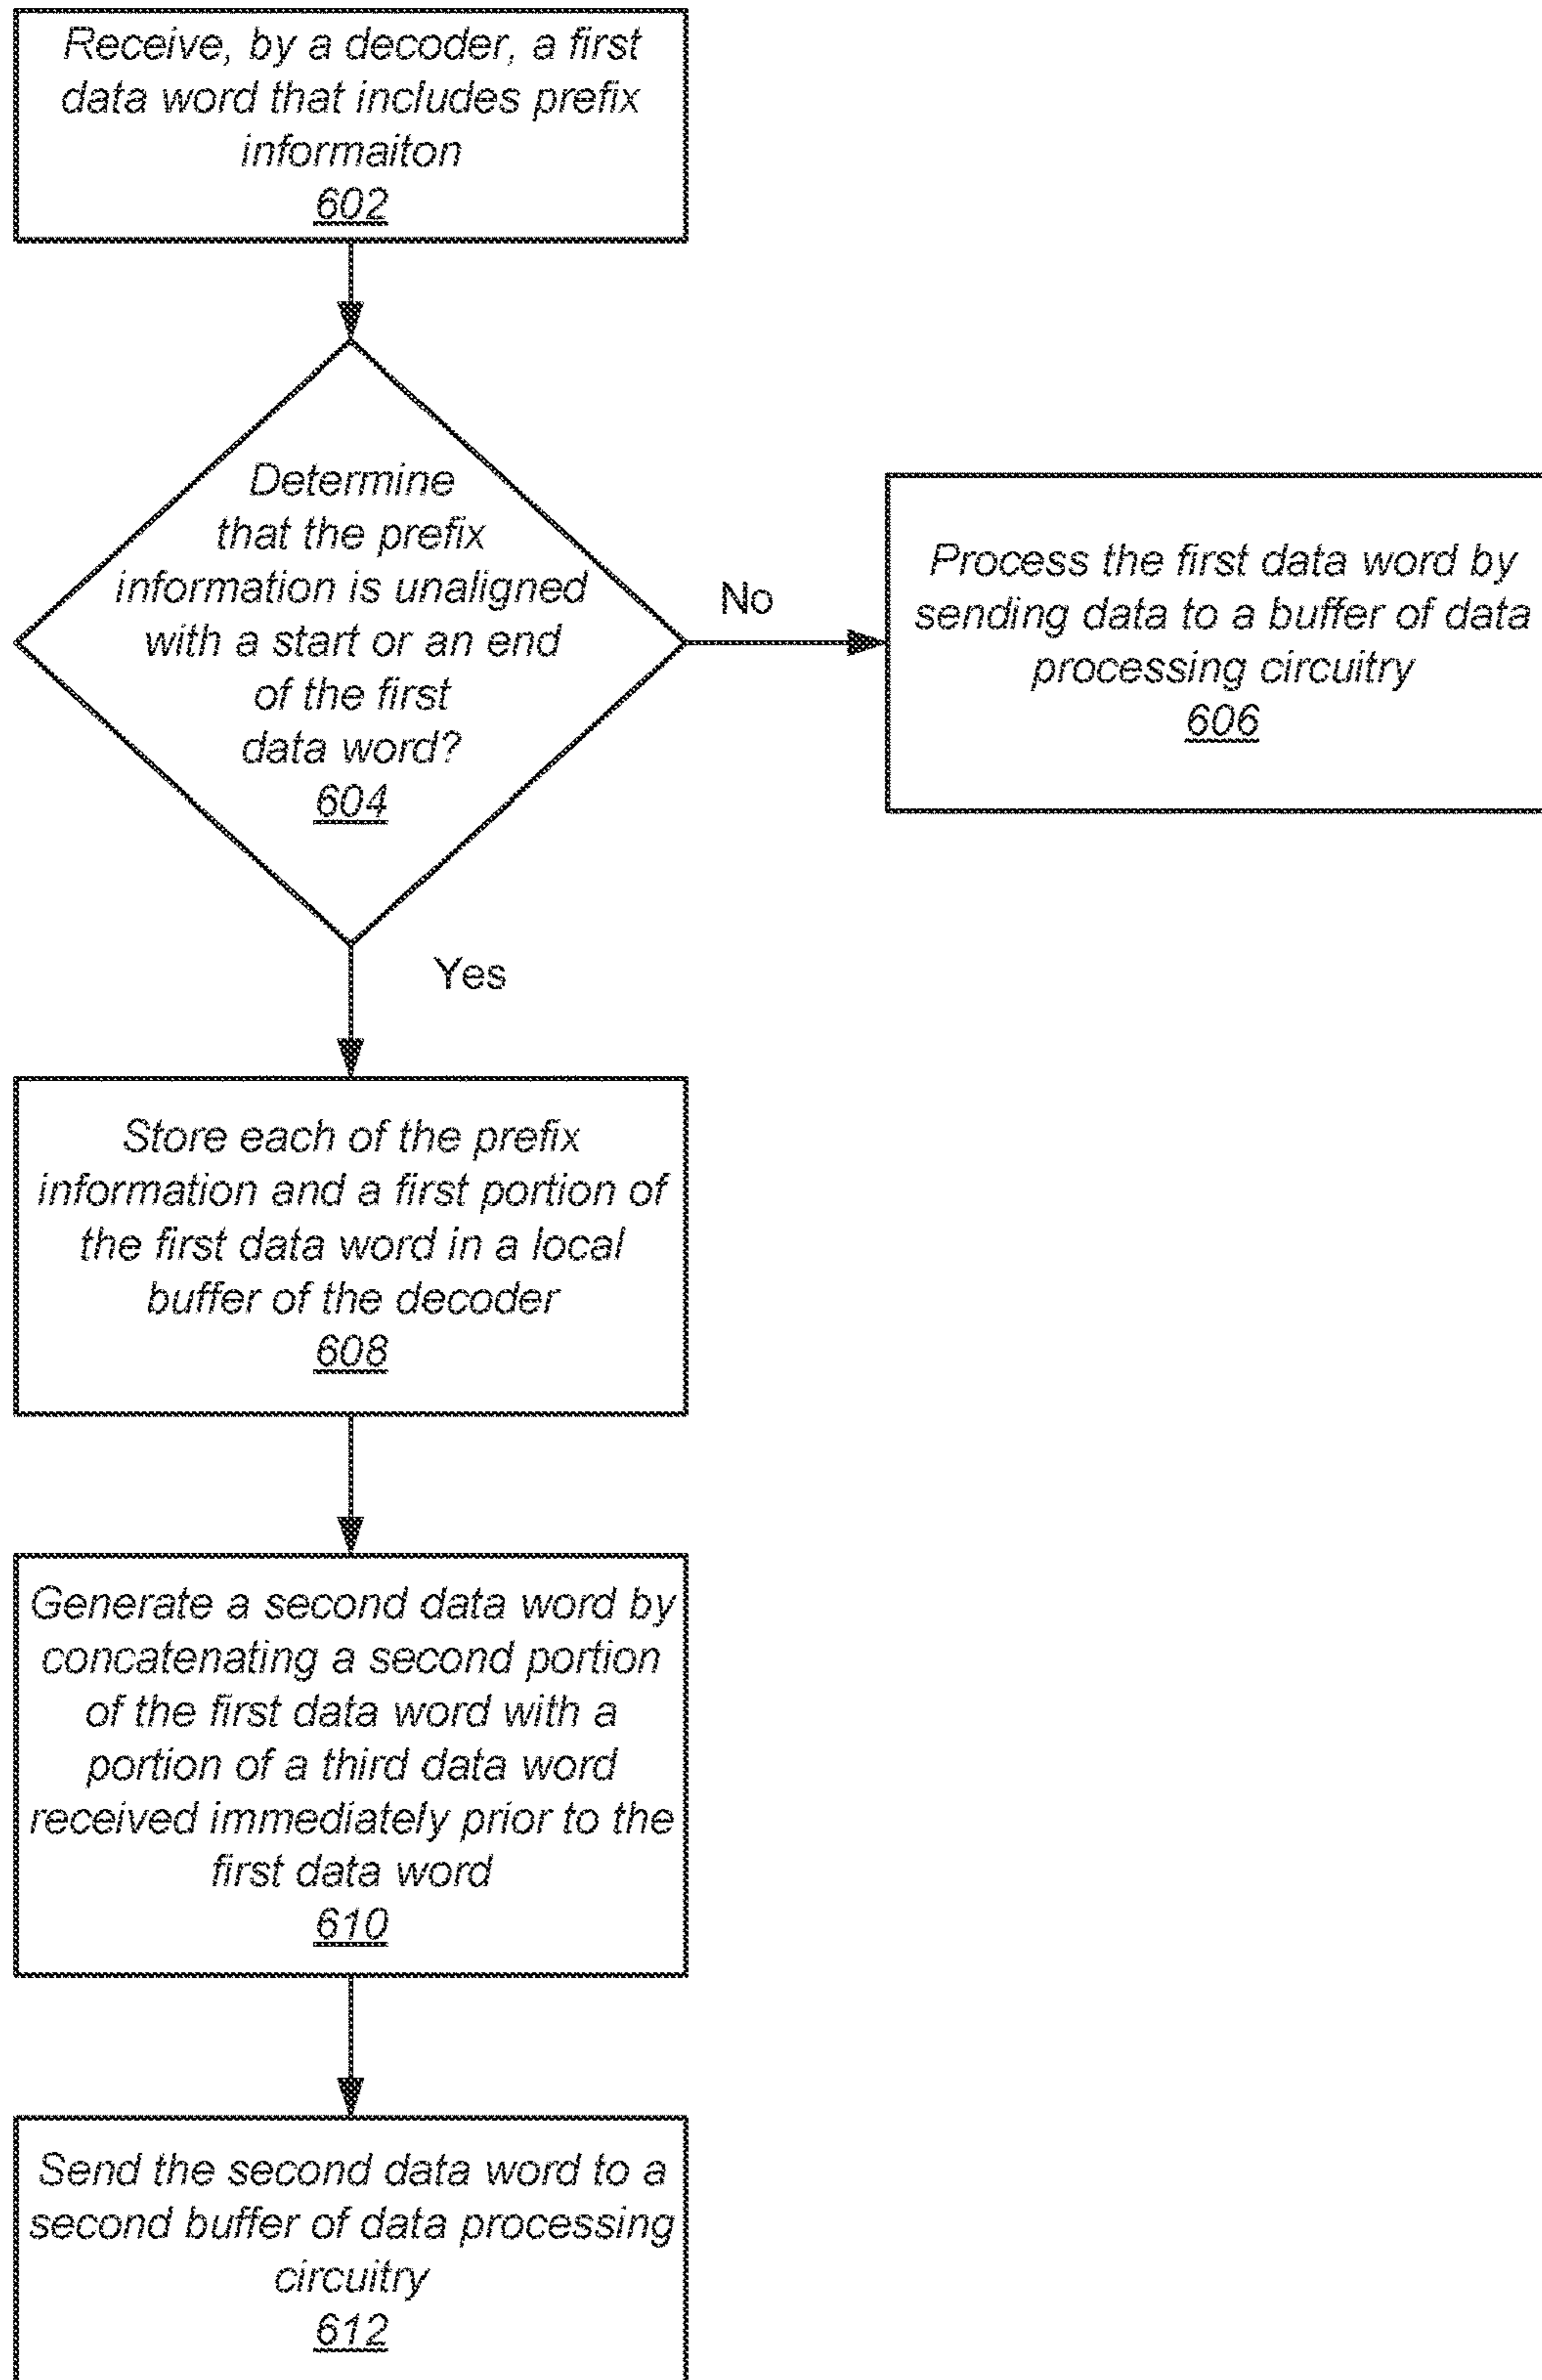 Receive, by a decoder, a first
data word that includes prefix
informaiton
602
Determine
that the prefix
information is unaligned
with a start or an end
of the first
data word?
604
No
Process the first data word by
sending data to a buffer of data
processing circuitry
606
Yes
Store each of the prefix
information and a first portion of
the first data word in a local
buffer of the decoder
608
Generate a second data word by
concatenating a second portion
of the first data word with a
portion of a third data word
received immediately prior to the
first data word
610
Send the second data word to a
second buffer of data processing
circuitry
612